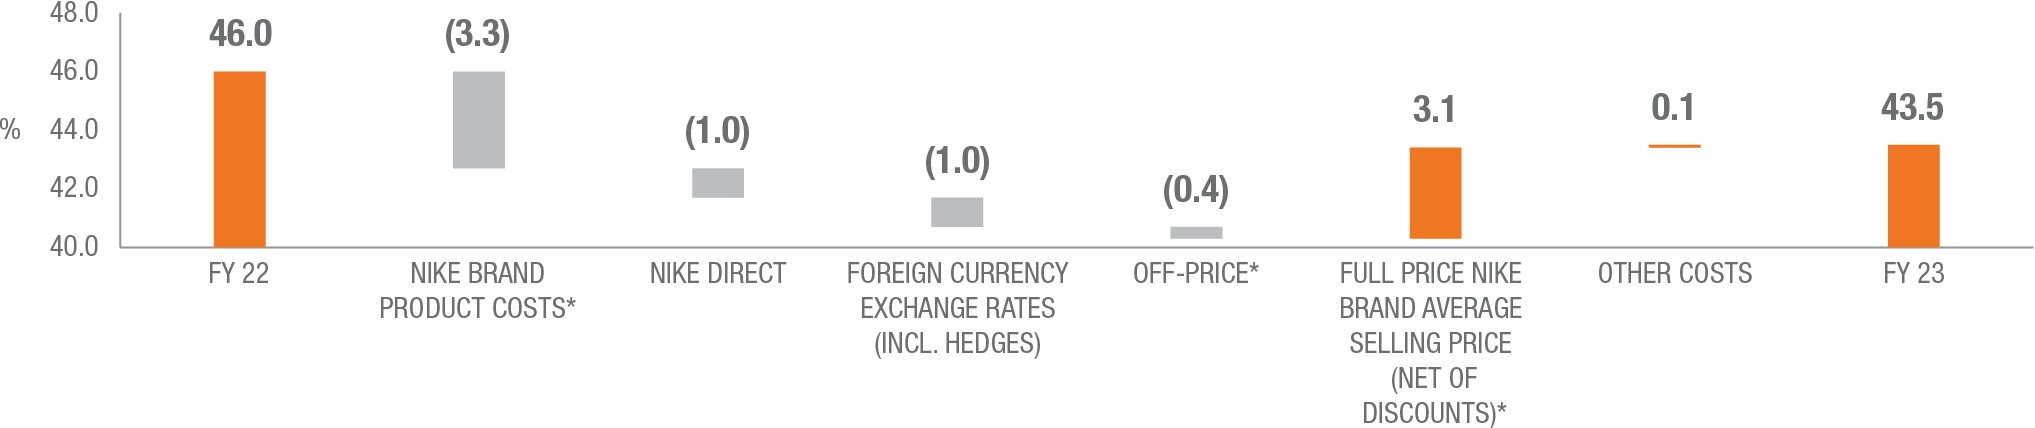 48.0
46.0
%
44.0
42.0
40.0
46.0
(3.3)
(1.0)
(1.0)
(0.4)
3.1
0.1
43.5
FY 22
NIKE BRAND
PRODUCT COSTS*
NIKE DIRECT
FOREIGN CURRENCY
EXCHANGE RATES
(INCL. HEDGES)
OFF-PRICE*
FULL PRICE NIKE
BRAND AVERAGE
SELLING PRICE
(NET OF
DISCOUNTS)*
OTHER COSTS
FY 23